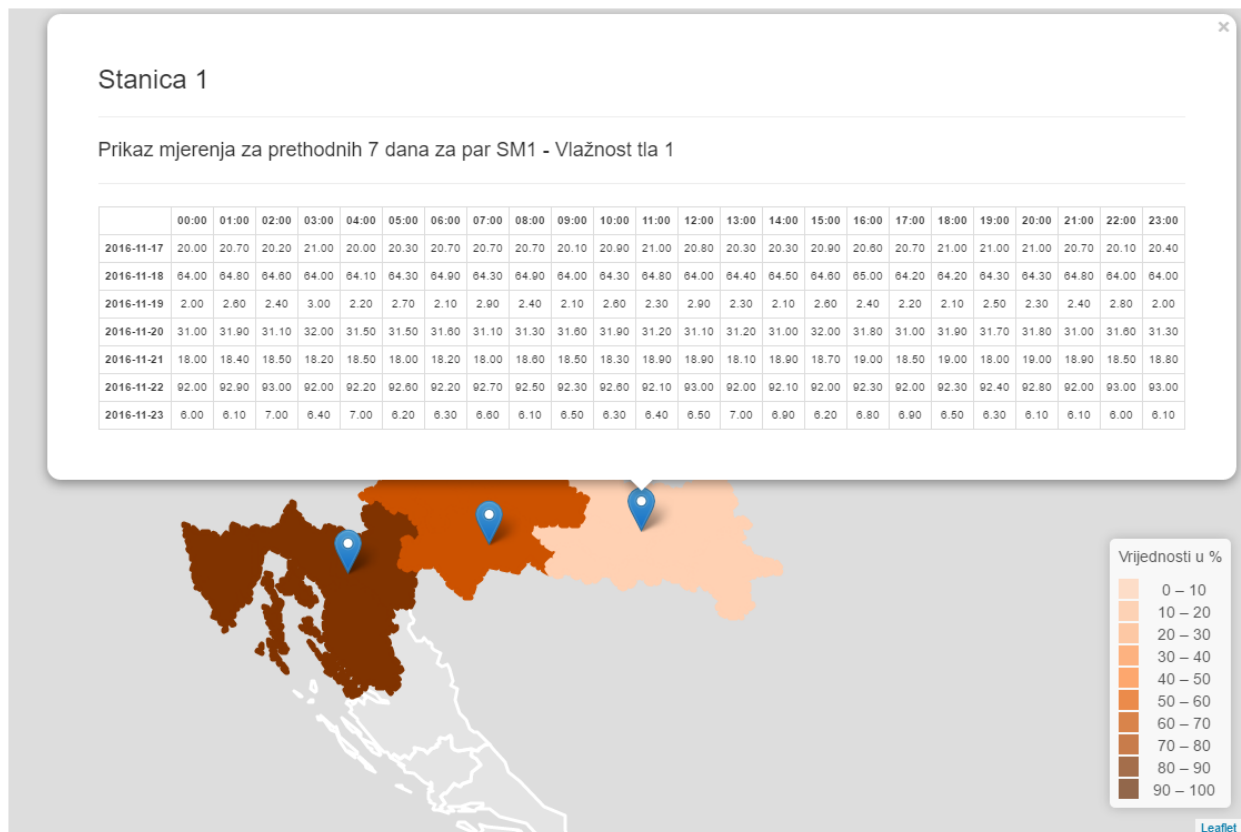 ×
Stanica 1
Prikaz mjerenja za prethodnih 7 dana za par SM1 - Vlažnost tla 1
00:00 01:00 02:00 03:00 04:00 05:00 06:00 07:00 08:00 09:00 10:00 11:00 12:00 13:00 14:00 15:00 16:00 17:00 18:00 19:00 20:00 21:00 22:00 23:00
2016-11-17 20.00 20.70 20.20 21.00 20.00 20.30 20.70 20.70 20.70 20.10 20.90 21.00 20.80 20.30 20.30 20.90 20.60 20.70 21.00 21.00 21.00 20.70 20.10 20.40
2016-11-18 64.00 64.80 64.60 64.00 64.10 64.30 64.90 64.30 64.90 64.00 64.30 64.80 64.00 64.40 64.50 64.60 65.00 64.20 64.20 64.30 64.30 64.80 64.00 64.00
2016-11-19 2.00 2.60 2.40 3.00 2.20 2.70 2.10 2.90 2.40 2.10 2.60 2.30 2.90 2.30 2.10 2.60 2.40 2.20 2.10 2.50 2.30 2.40 2.80 2.00
2016-11-20 31.00 31.90 31.10 32.00 31.50 31.50 31.60 31.10 31.30 31.60 31.90 31.20 31.10 31.20 31.00 32.00 31.80 31.00 31.90 31.70 31.80 31.00 31.60 31.30
2016-11-21 18.00 18.40 18.50 18.20 18.50 18.00 18.20 18.00 18.60 18.50 18.30 18.90 18.90 18.10 18.90 18.70 19.00 18.50 19.00 18.00 19.00 18.90 18.50 18.80
2016-11-22 92.00 92.90 93.00 92.00 92.20 92.60 92.20 92.70 92.50 92.30 92.60 92.10 93.00 92.00 92.10 92.00 92.30 92.00 92.30 92.40 92.80 92.00 93.00 93.00
2016-11-23 6.00 6.10 7.00 6.40 7.00 6.20 6.30 6.60 6.10 6.50 6.30 6.40 6.50 7.00 6.90 6.20 6.80 6.90 6.50 6.30 6.10 6.10 6.00 6.10
Vrijednosti u %
0 – 10
10 – 20
20 – 30
30 – 40
40 – 50
50 – 60
60 – 70
70 – 80
80 – 90
90 – 100
Leaflet